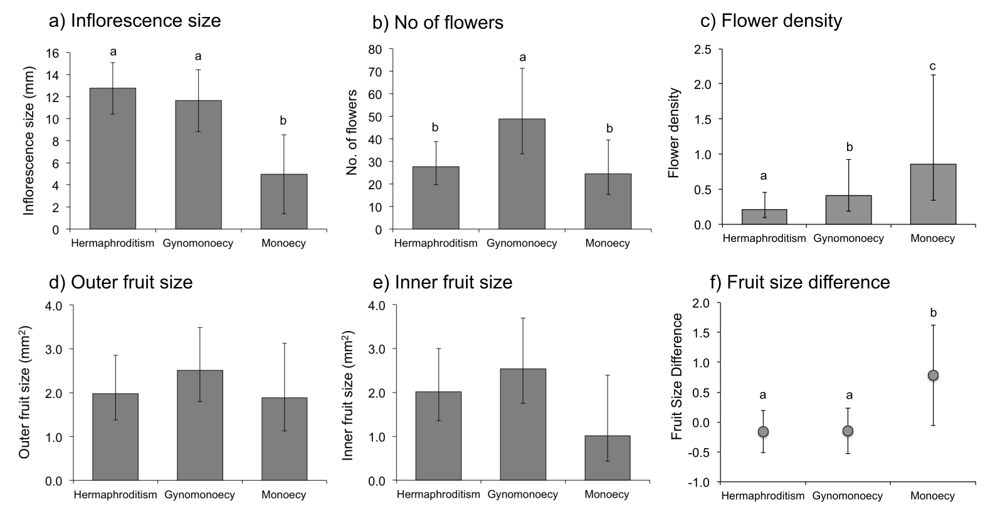 a) Inflorescence size
Inflorescence size (mm)
16
14
12
10
8
6
4
2
0
a
a
b
Hermaphroditism Gynomonoecy Monoecy
b) No of flowers
No. of flowers
80
70
60
50
40
30
20
10
0
b
a
b
Hermaphroditism Gynomonoecy Monoecy
c) Flower density
Flower density
2.5
2.0
1.5
1.0
0.5
0.0
a
b
c
Hermaphroditism Gynomonoecy Monoecy
d) Outer fruit size
Outer fruit size (mm²)
4.0
3.0
2.0
1.0
0.0
Hermaphroditism Gynomonoecy Monoecy
e) Inner fruit size
Inner fruit size (mm²)
4.0
3.0
2.0
1.0
0.0
Hermaphroditism Gynomonoecy Monoecy
f) Fruit size difference
Fruit Size Difference
2.0
1.5
1.0
0.5
0.0
-0.5
-1.0
a
a
b
Hermaphroditism Gynomonoecy Monoecy